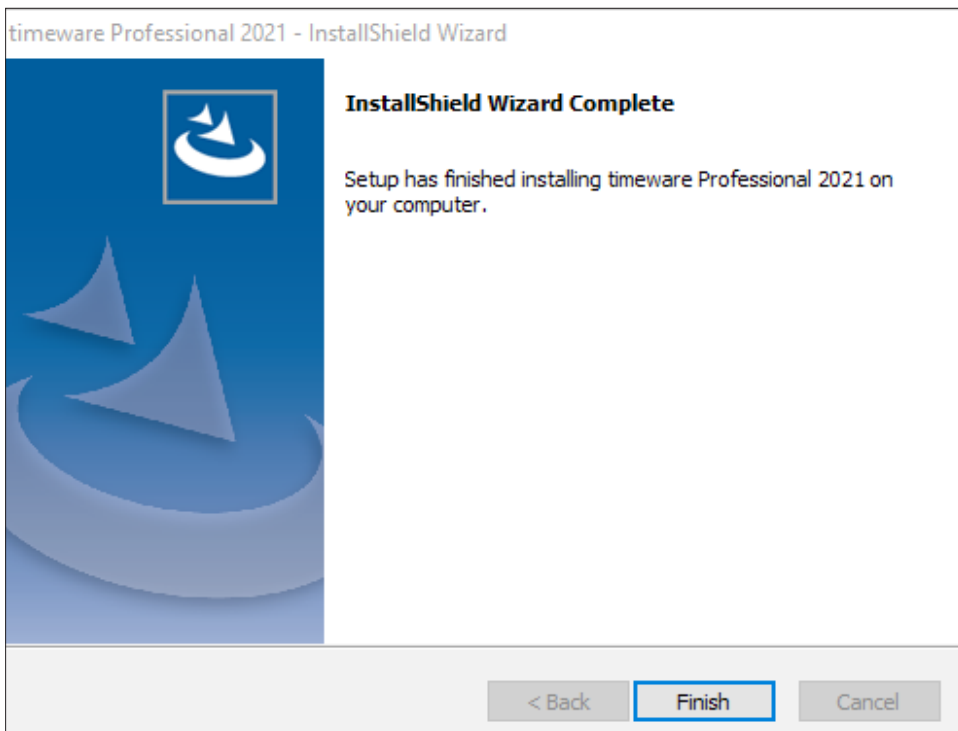 timeware Professional 2021 - InstallShield Wizard
InstallShield Wizard Complete
Setup has finished installing timeware Professional 2021 on
your computer.
< Back
Finish
Cancel